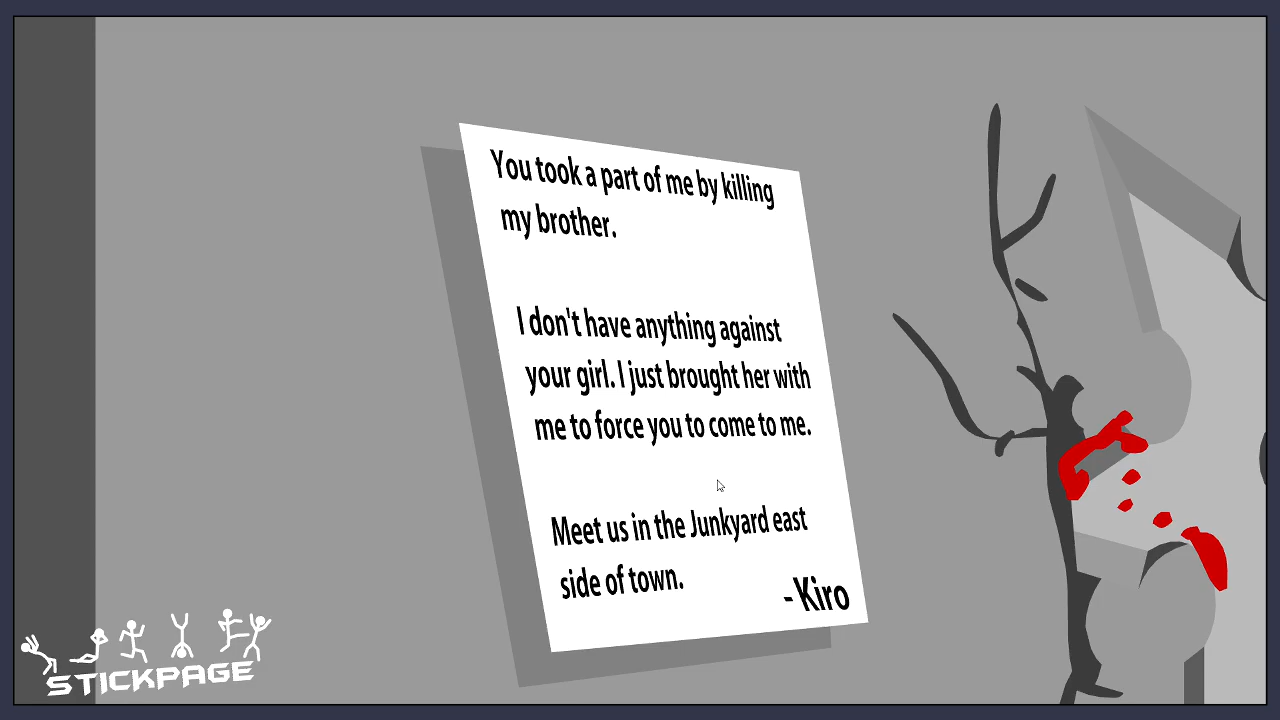 You took a part of me by killing
my brother.
I don't have anything against
your girl. I just brought her with
me to force you to come to me.
Meet us in the Junkyard east
side of town.
- Kiro
STICKPAGE